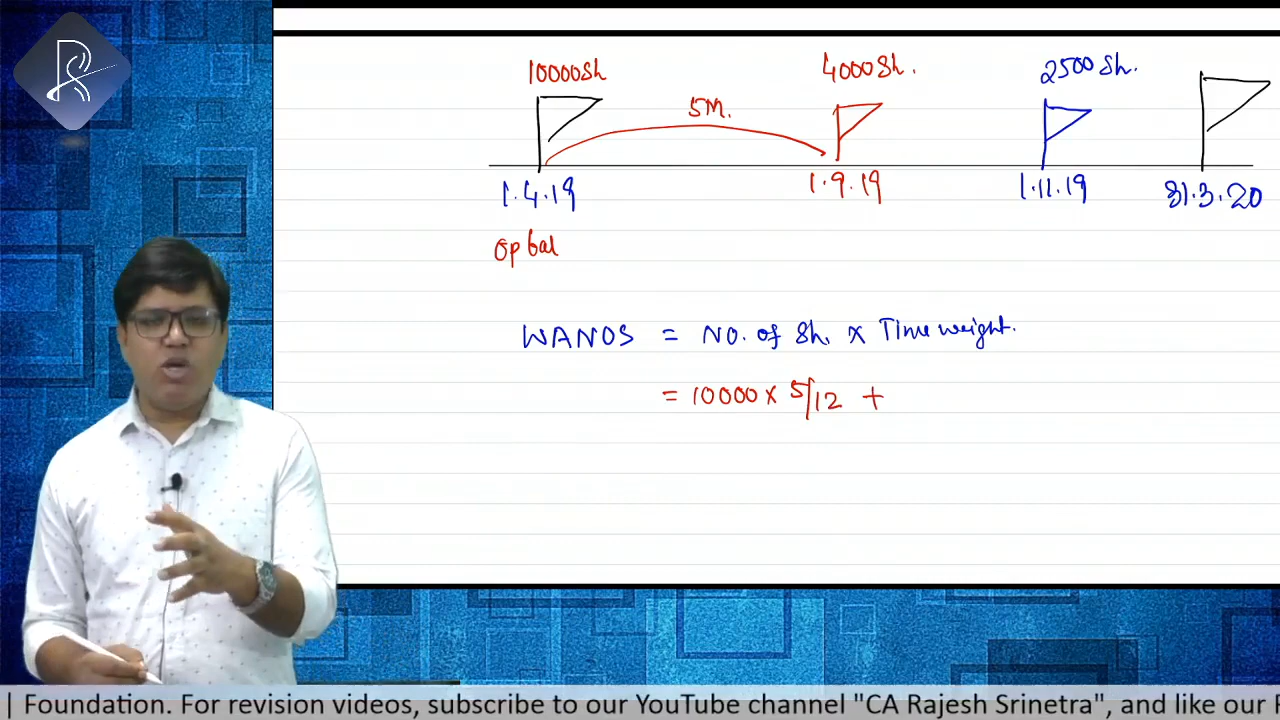 10000Sh 4000Sh. 2500Sh.
5M.
1.4.19 1.9.19 1.11.19 31.3.20
Op bal
WANOS = NO. of Sh. x Time weight.
= 10000 x 5/12 +
| Foundation. For revision videos, subscribe to our YouTube channel "CA Rajesh Srinetra", and like our